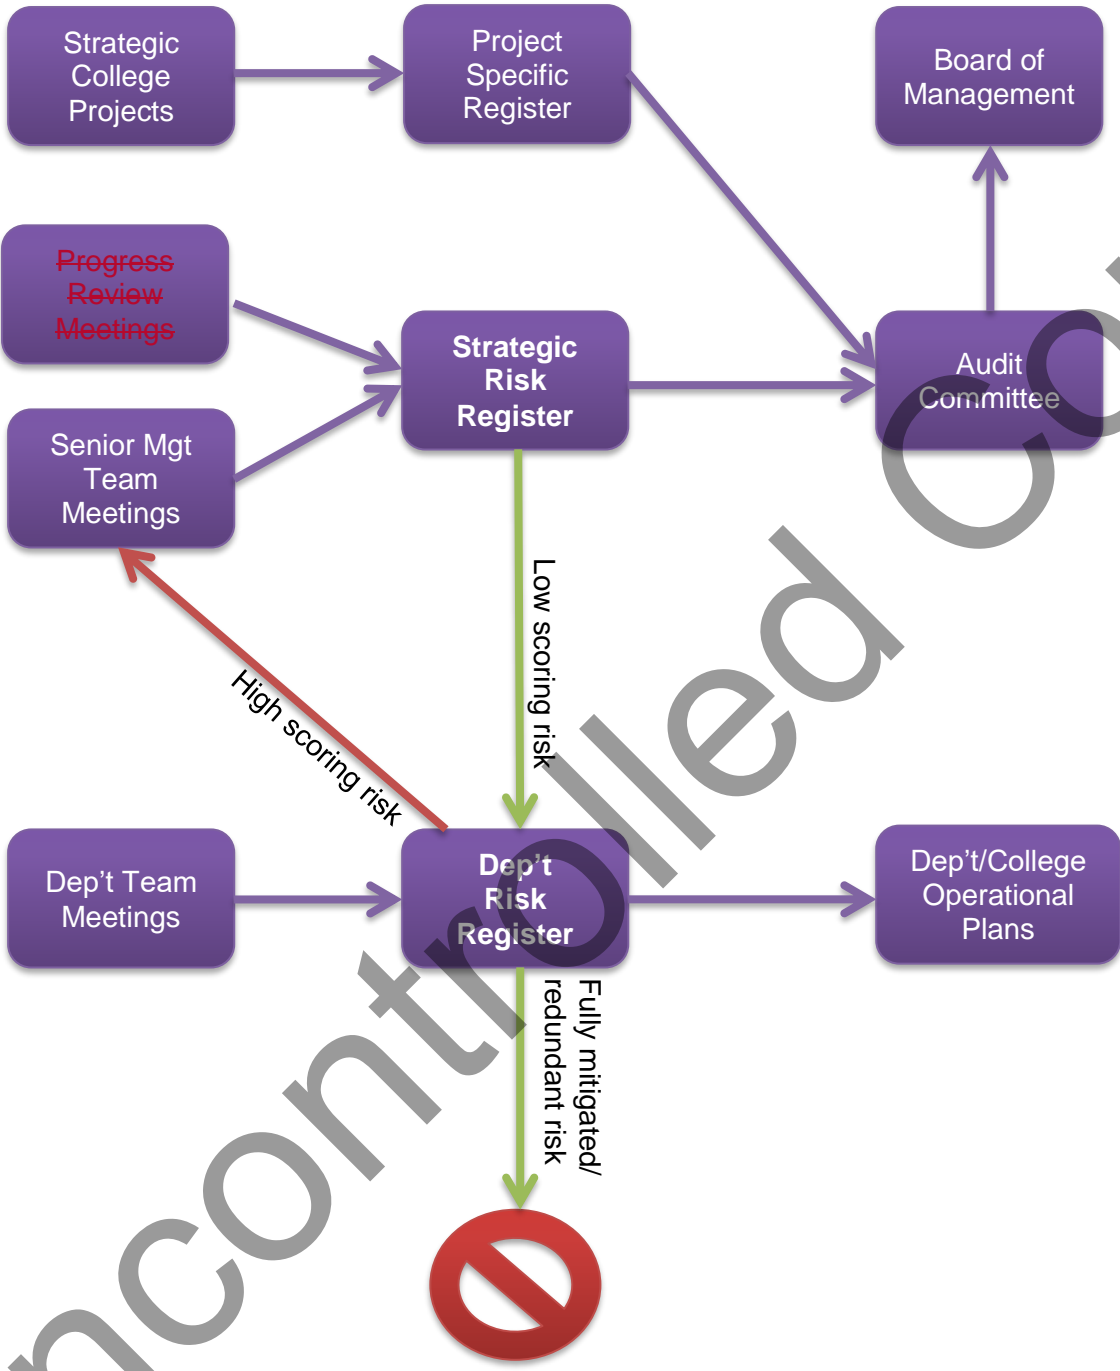 Strategic
College
Projects
Project
Specific
Register
Board of
Management
Progress
Review
Meetings
Strategic
Risk
Register
Audit
Committee
Senior Mgt
Team
Meetings
Low scoring risk
High scoring risk
Dep't Team
Meetings
Dep't
Risk
Register
Dep't/College
Operational
Plans
Fully mitigated/
redundant risk
ncontrolled Co